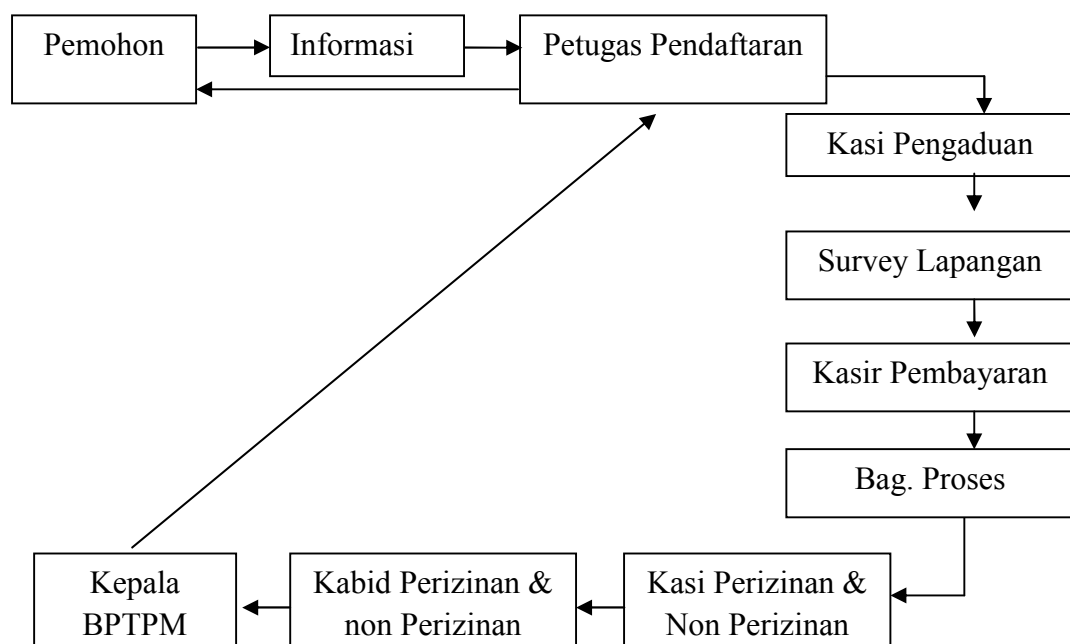 Pemohon
Informasi
Petugas Pendaftaran
Kasi Pengaduan
Survey Lapangan
Kasir Pembayaran
Bag. Proses
Kepala
BPTPM
Kabid Perizinan &
non Perizinan
Kasi Perizinan &
Non Perizinan